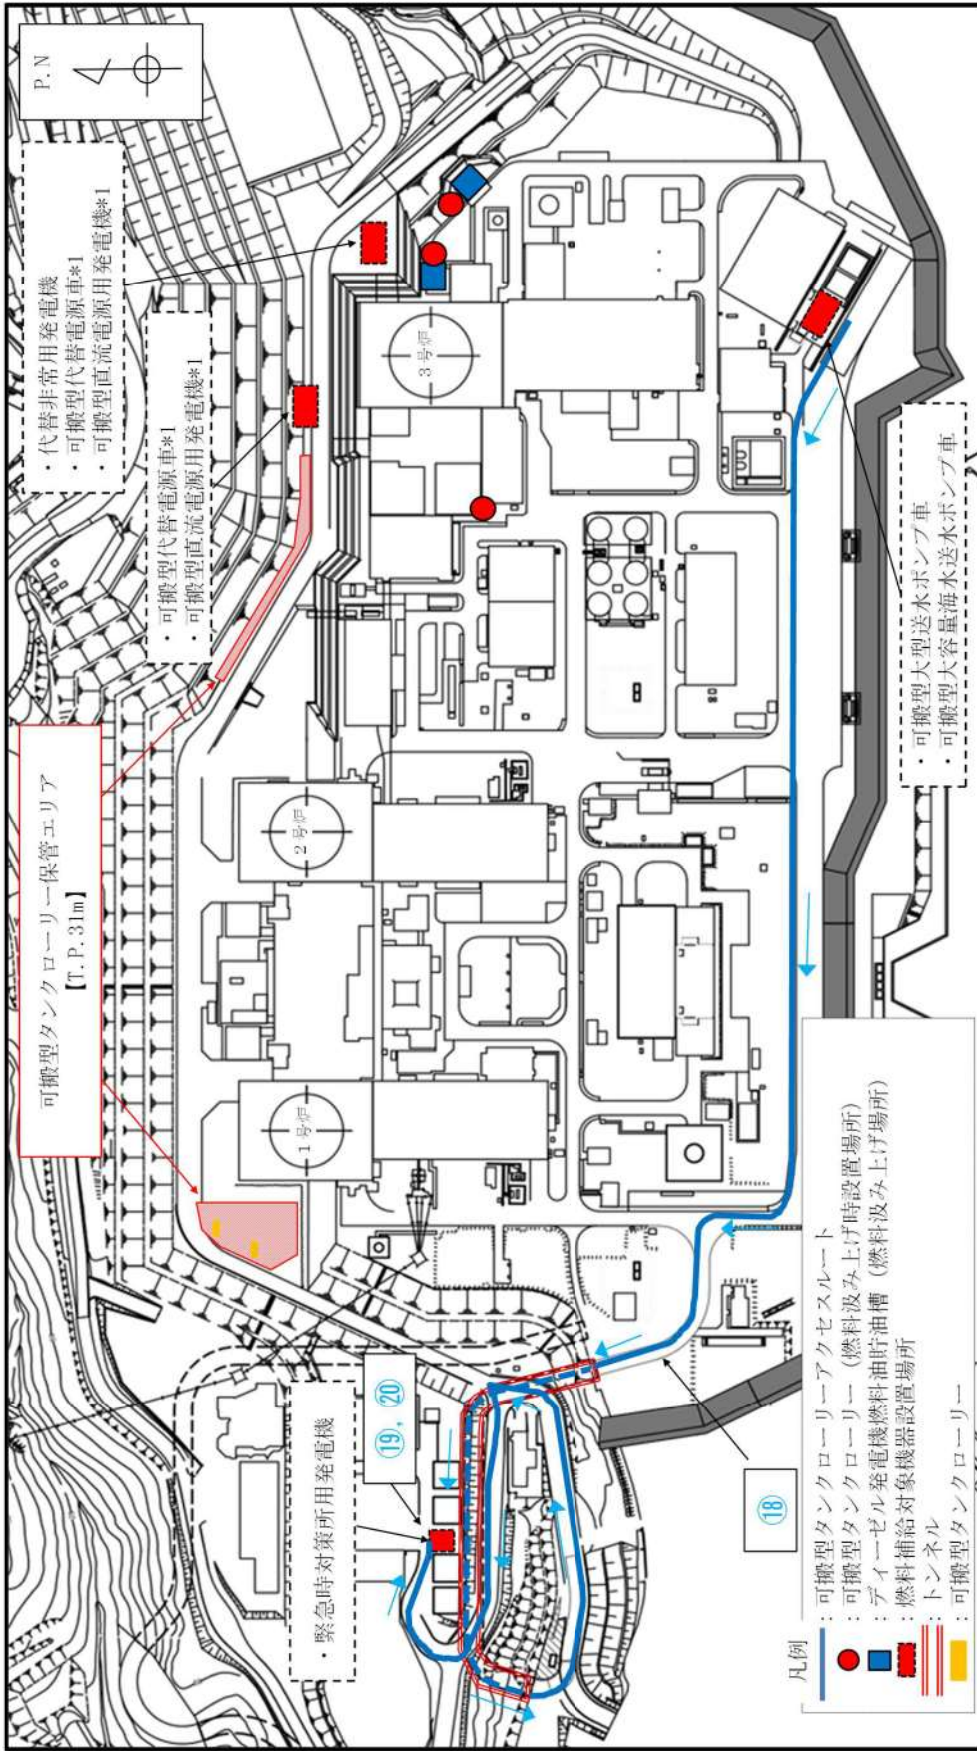 P.N
・代替非常用発電機
・可搬型代替電源車*1
・可搬型直流電源用発電機*1
・可搬型代替電源車*1
・可搬型直流電源用発電機*1
可搬型タンクローリー保管エリア
【T.P.31m】
・緊急時対策所用発電機
⑲, ⑳
⑱
1号炉
2号炉
3号炉
・可搬型大型送水ポンプ車
・可搬型大容量海水送水ポンプ車
凡例
：可搬型タンクローリーアクセスルート
：可搬型タンクローリー（燃料汲み上げ時設置場所）
：ディーゼル発電機燃料油貯油槽（燃料汲み上げ場所）
：燃料補給対象機器設置場所
：トンネル
：可搬型タンクローリー